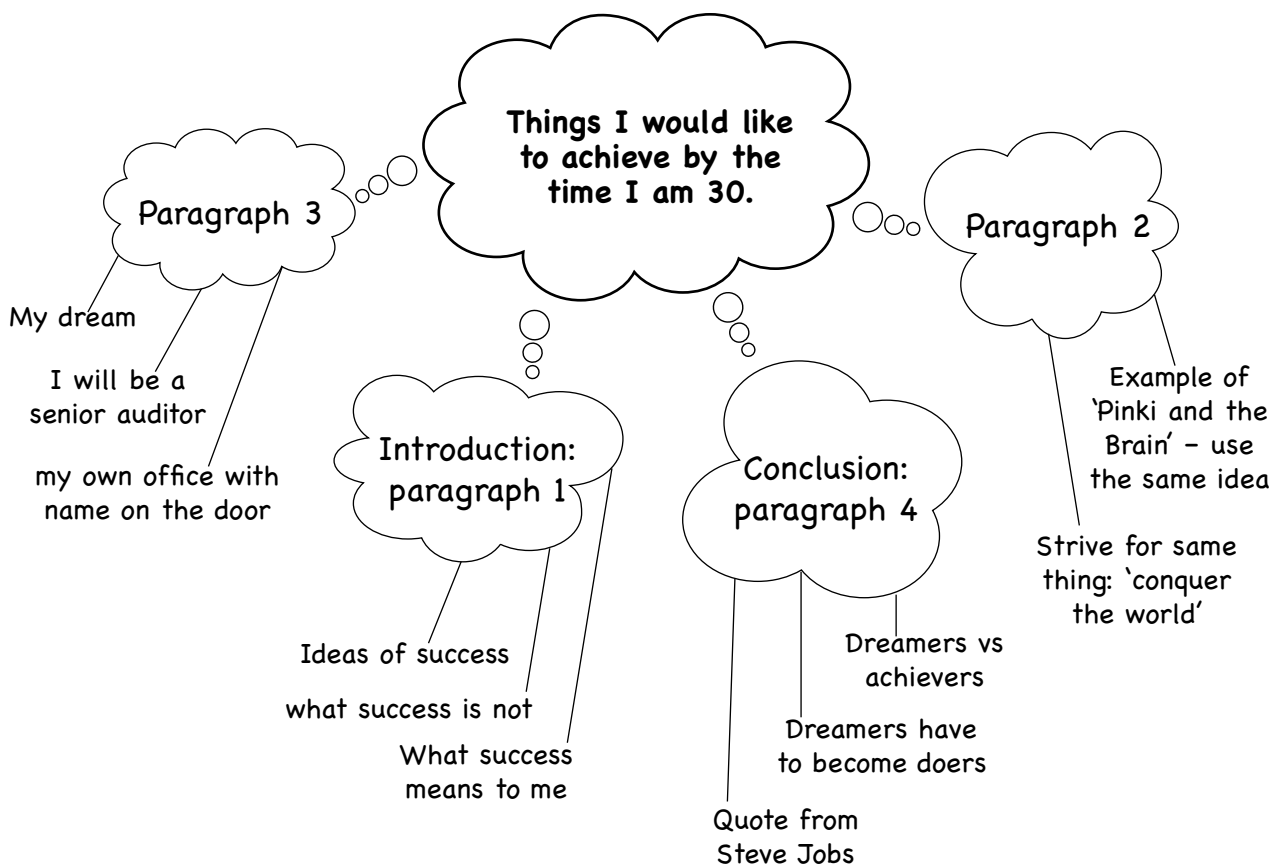 Things I would like
to achieve by the
time I am 30.
Introduction:
paragraph 1
Ideas of success
what success is not
What success
means to me
Paragraph 2
Example of
‘Pinki and the
Brain’ – use
the same idea
Strive for same
thing: ‘conquer
the world’
Paragraph 3
My dream
I will be a
senior auditor
my own office with
name on the door
Conclusion:
paragraph 4
Dreamers vs
achievers
Dreamers have
to become doers
Quote from
Steve Jobs